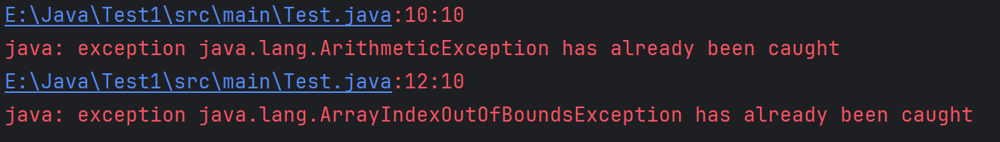 E:\Java\Test1\src\main\Test.java:10:10
java: exception java.lang.ArithmeticException has already been caught
E:\Java\Test1\src\main\Test.java:12:10
java: exception java.lang.ArrayIndexOutOfBoundsException has already been caught